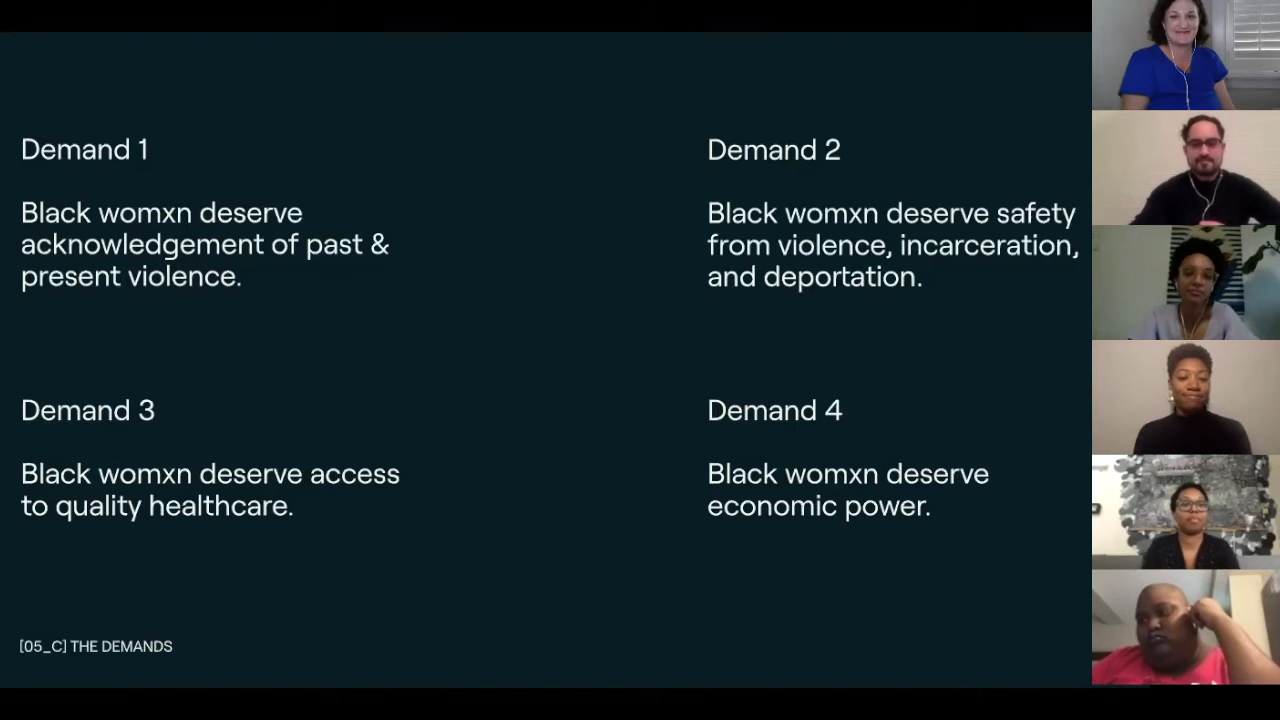 Demand 1
Black womxn deserve
acknowledgement of past &
present violence.
Demand 2
Black womxn deserve safety
from violence, incarceration,
and deportation.
Demand 3
Black womxn deserve access
to quality healthcare.
Demand 4
Black womxn deserve
economic power.
[05_C] THE DEMANDS